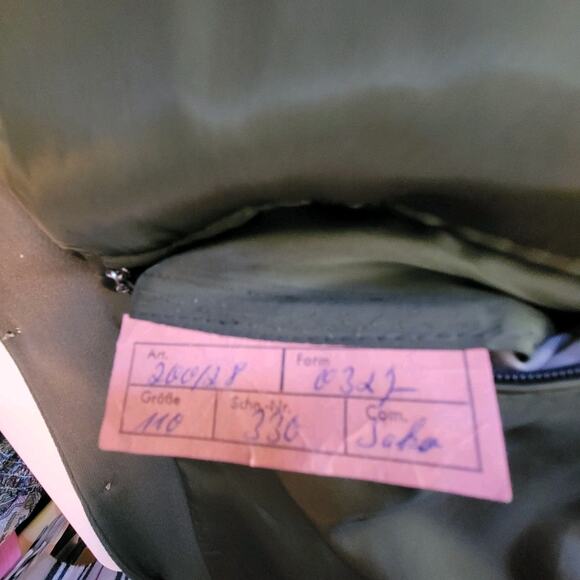 Art. Form
200/28 0327
Größe Schn.-Nr. Com.
110 330 Sako